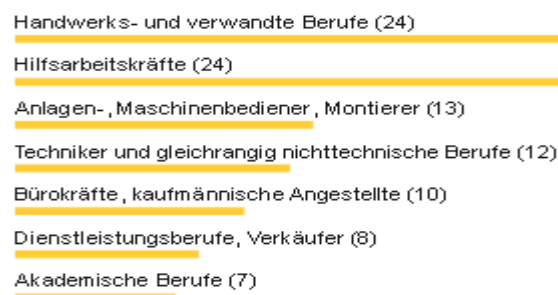 Handwerks- und verwandte Berufe (24)
Hilfsarbeitskräfte (24)
Anlagen-, Maschinenbediener, Montierer (13)
Techniker und gleichrangig nichttechnische Berufe (12)
Bürokräfte, kaufmännische Angestellte (10)
Dienstleistungsberufe, Verkäufer (8)
Akademische Berufe (7)